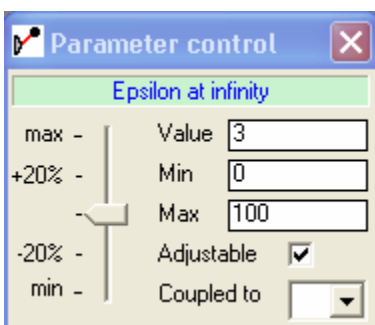 Parameter control
Epsilon at infinity
max - Value 3
+20% - Min 0
- Max 100
-20% - Adjustable
min - Coupled to